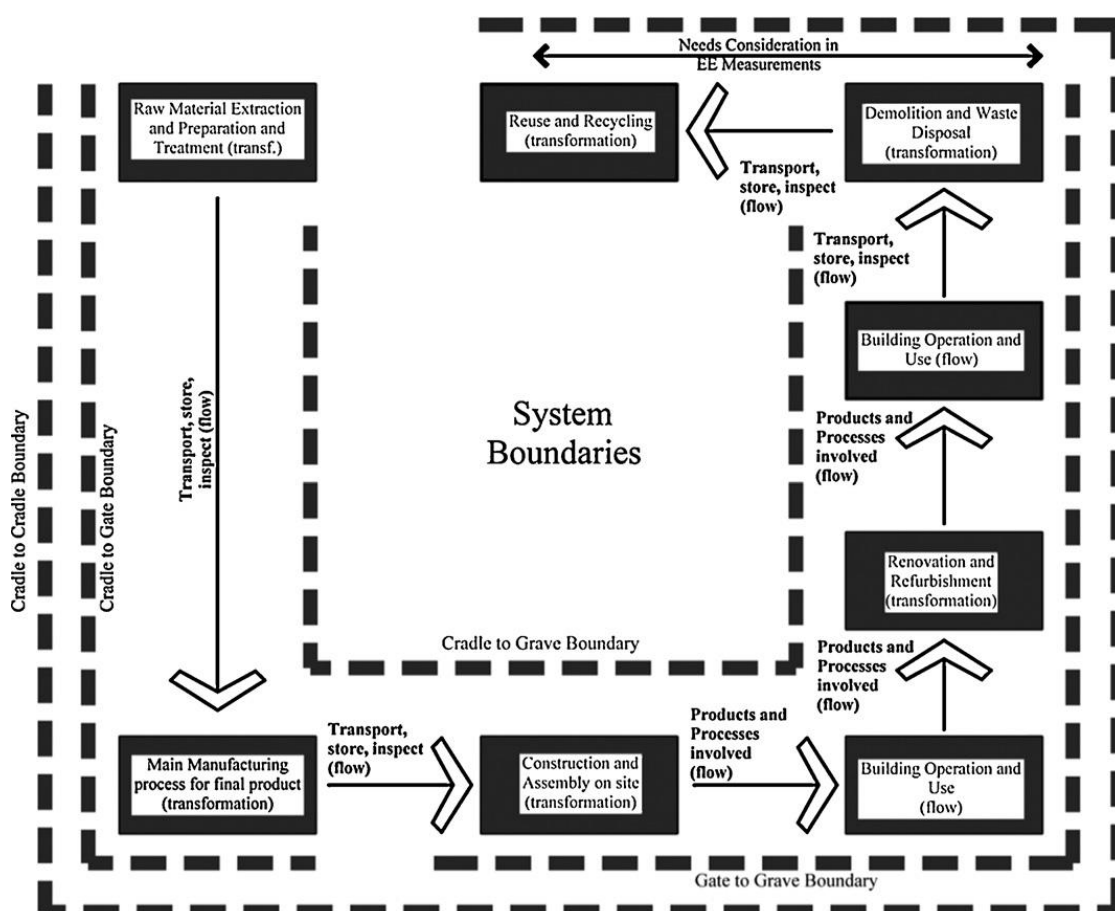 Needs Consideration in
EE Measurements
Raw Material Extraction
and Preparation and
Treatment (transf.)
Reuse and Recycling
(transformation)
Demolition and Waste
Disposal
(transformation)
Transport,
store, inspect
(flow)
Transport,
store, inspect
(flow)
Building Operation and
Use (flow)
Transport, store,
inspect (flow)
Cradle to Cradle Boundary
Cradle to Gate Boundary
System
Boundaries
Products and
Processes
involved
(flow)
Renovation and
Refurbishment
(transformation)
Cradle to Grave Boundary
Products and
Processes
involved
(flow)
Main Manufacturing
process for final product
(transformation)
Transport,
store, inspect
(flow)
Construction and
Assembly on site
(transformation)
Products and
Processes
involved
(flow)
Building Operation and
Use
(flow)
Gate to Grave Boundary